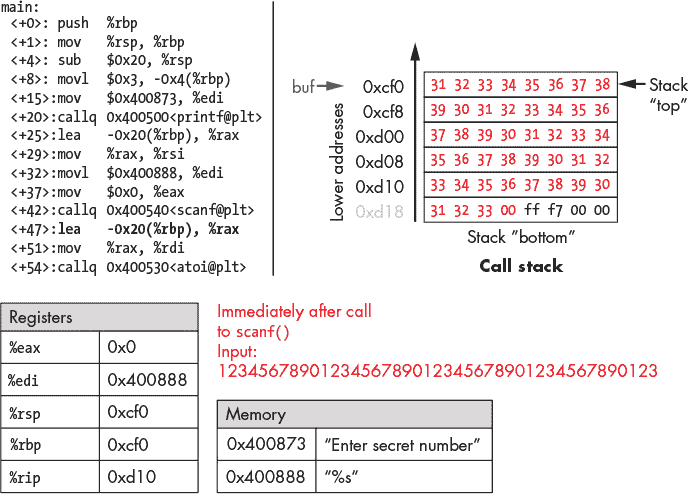 main:
<+0>: push %rbp
<+1>: mov %rsp, %rbp
<+4>: sub $0x20, %rsp
<+8>: movl $0x3, -0x4(%rbp)
<+15>:mov $0x400873, %edi
<+20>:callq 0x400500<printf@plt>
<+25>:lea -0x20(%rbp), %rax
<+29>:mov %rax, %rsi
<+32>:movl $0x400888, %edi
<+37>:mov $0x0, %eax
<+42>:callq 0x400540<scanf@plt>
<+47>:lea -0x20(%rbp), %rax
<+51>:mov %rax, %rdi
<+54>:callq 0x400530<atoi@plt>
Lower addresses
buf 0xcf0 31 32 33 34 35 36 37 38 Stack
"top"
0xcf8 39 30 31 32 33 34 35 36
0xd00 37 38 39 30 31 32 33 34
0xd08 35 36 37 38 39 30 31 32
0xd10 33 34 35 36 37 38 39 30
0xd18 31 32 33 00 ff f7 00 00
Stack "bottom"
Call stack
Registers
%eax 0x0
%edi 0x400888
%rsp 0xcf0
%rbp 0xcf0
%rip 0xd10
Immediately after call
to scanf()
Input:
1234567890123456789012345678901234567890123
Memory
0x400873 "Enter secret number"
0x400888 "%s"